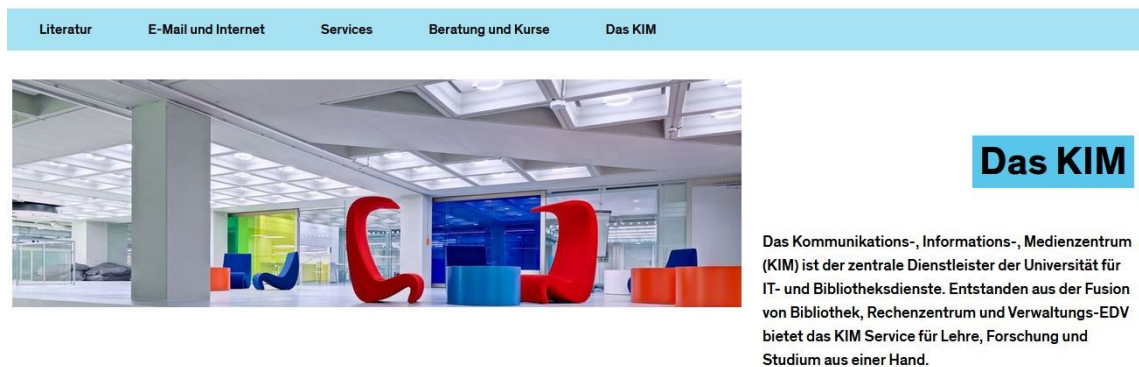 Literatur E-Mail und Internet Services Beratung und Kurse Das KIM
Das KIM
Das Kommunikations-, Informations-, Medienzentrum
(KIM) ist der zentrale Dienstleister der Universität für
IT- und Bibliotheksdienste. Entstanden aus der Fusion
von Bibliothek, Rechenzentrum und Verwaltungs-EDV
bietet das KIM Service für Lehre, Forschung und
Studium aus einer Hand.